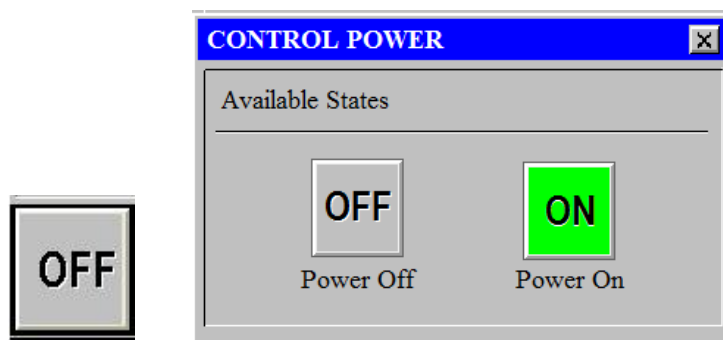 OFF
CONTROL POWER
Available States
OFF
ON
Power Off
Power On